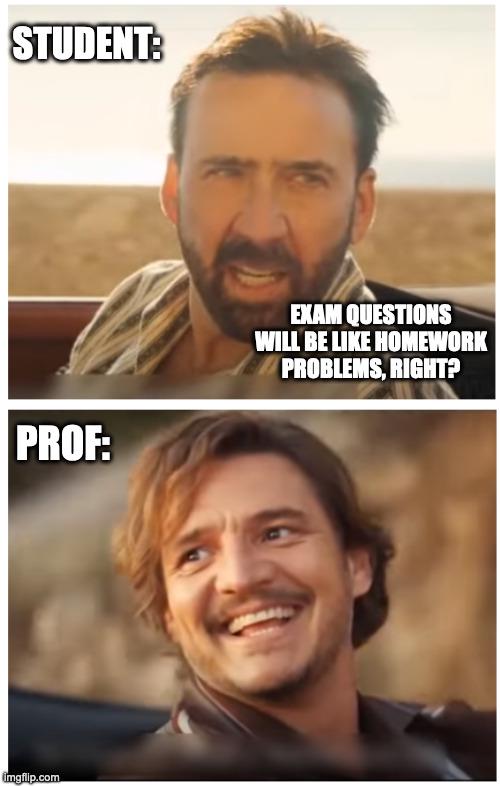 STUDENT:
EXAM QUESTIONS
WILL BE LIKE HOMEWORK
PROBLEMS, RIGHT?
PROF:
imgflip.com